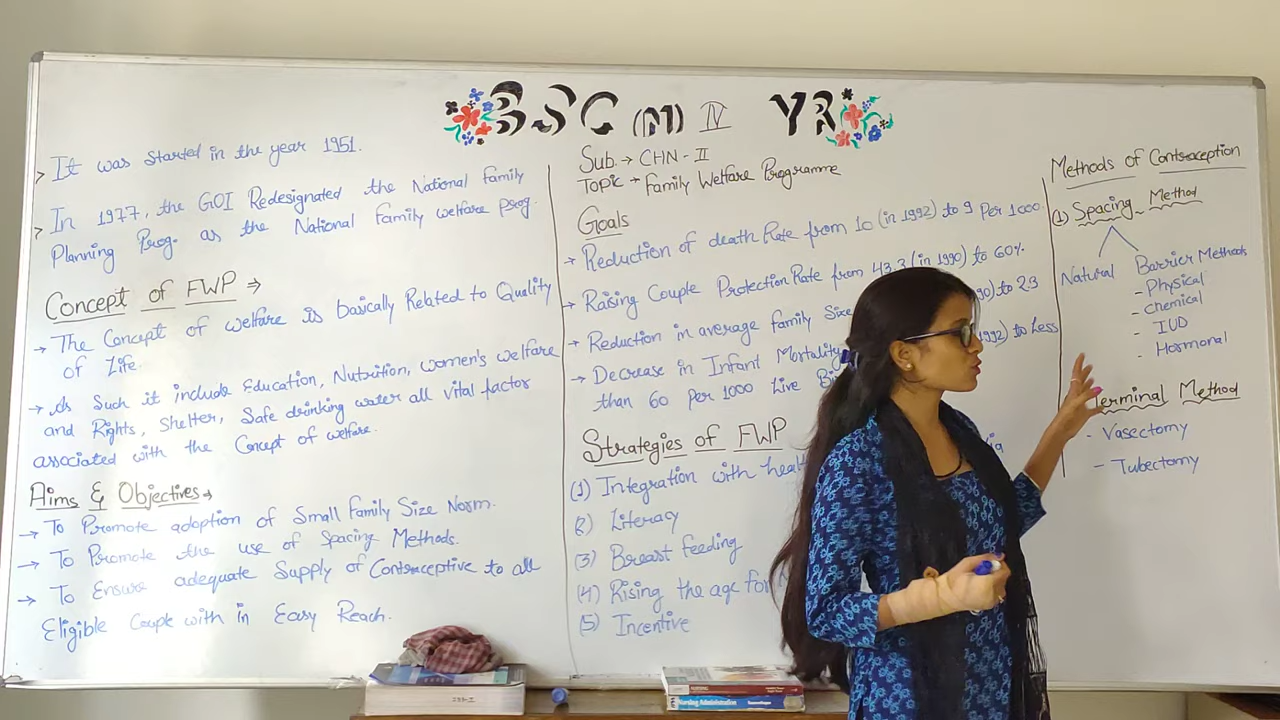 BSC (N) IV YR
> It was started in the year 1951.
> In 1977, the GOI Redesignated the National family
Planning Prog. as the National Family welfare prog.
Concept of FWP →
→ The Concept of welfare is basically Related to Quality
of Life.
→ As Such it include Education, Nutrition, women's welfare
and Rights, Shelter, Safe drinking water all vital factor
associated with the Concept of welfare.
Aims & Objectives →
→ To Promote adoption of Small Family Size Norm.
→ To Promote the use of Spacing Methods.
→ To Ensure adequate Supply of Contraceptive to all
Eligible Couple with in Easy Reach.
Sub. → CHN - II
Topic → Family Welfare Programme
Goals
→ Reduction of death Rate from 10 (in 1992) to 9 Per 1000
→ Raising Couple Protection Rate from 43.3 (in 1990) to 60%
→ Reduction in average family Size 90) to 2.3
→ Decrease in Infant Mortality 1992) to Less
than 60 per 1000 Live
Strategies of FWP
(1) Integration with
(2) Literacy
(3) Breast feeding
(4) Rising the age for
(5) Incentive
Methods of Contraception
(1) Spacing Method
Natural Barrier Methods
- Physical
- Chemical
- IUD
- Hormonal
Terminal Method
- Vasectomy
- Tubectomy
Nursing Administration